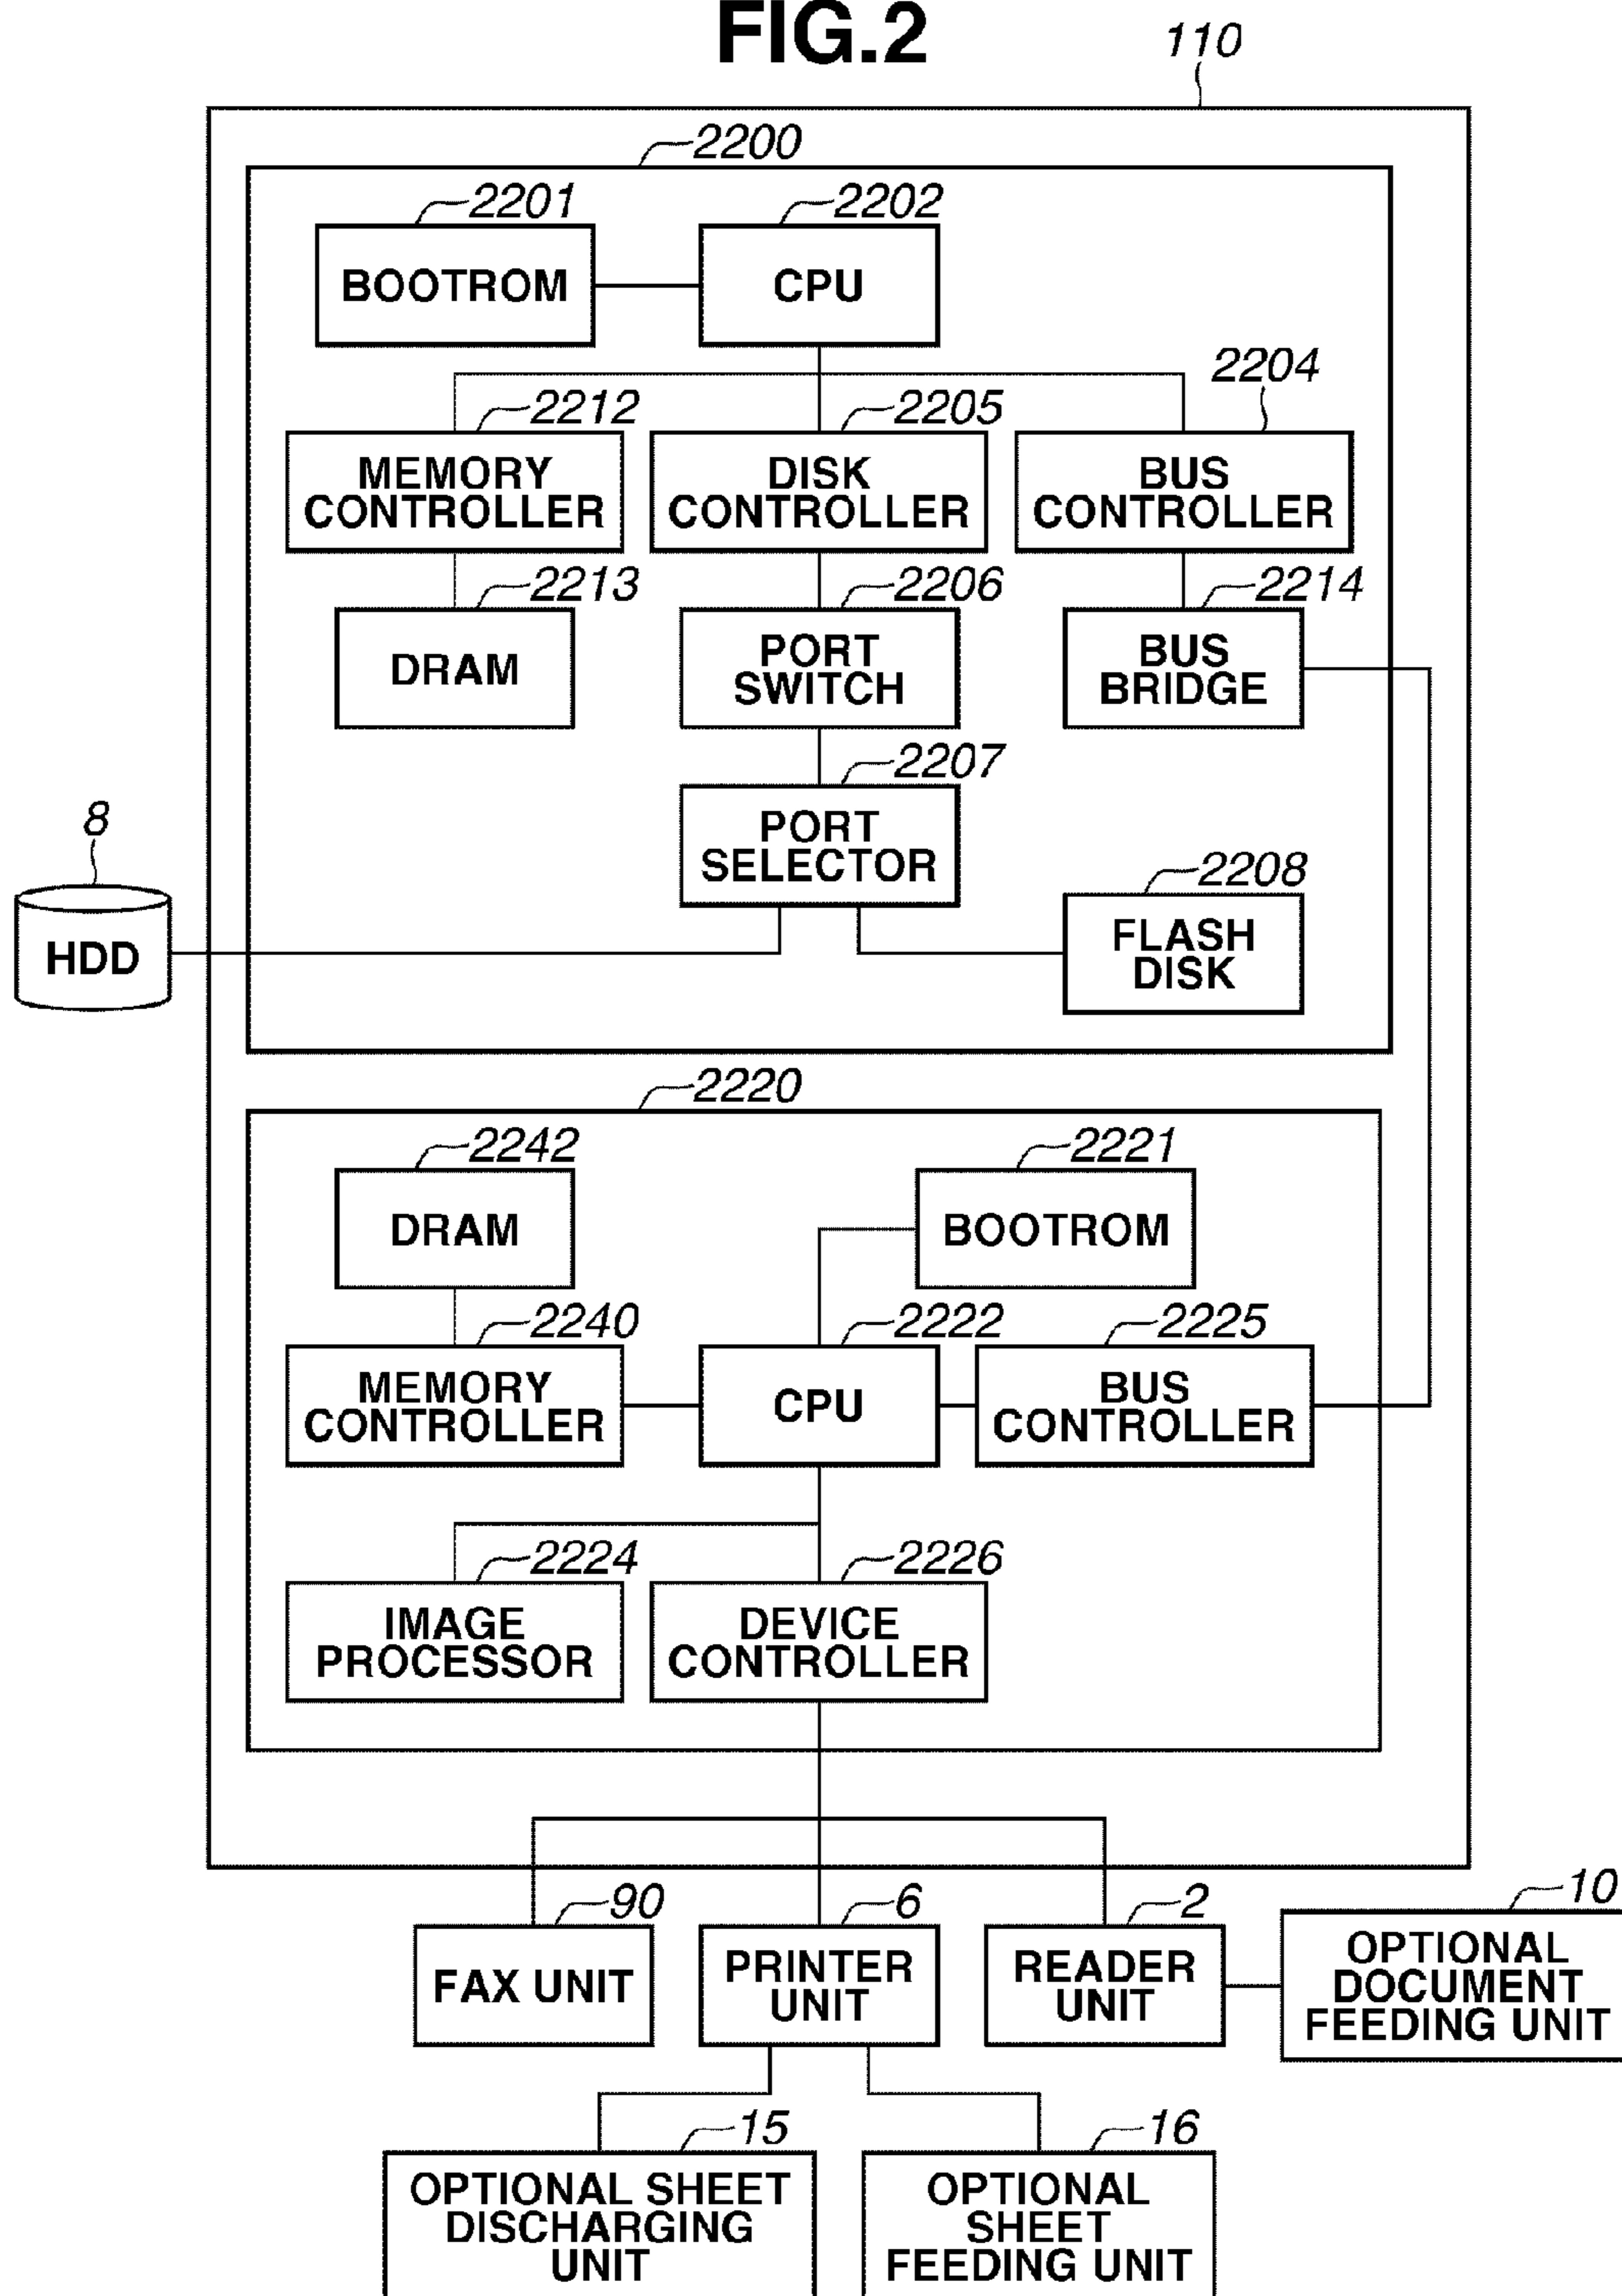 FIG.2
110
2200
2201
2202
BOOTROM
CPU
2204
2212
2205
MEMORY
CONTROLLER
DISK
CONTROLLER
BUS
CONTROLLER
2213
2206
2214
DRAM
PORT
SWITCH
BUS
BRIDGE
2207
8
PORT
SELECTOR
2208
HDD
FLASH
DISK
2220
2242
2221
DRAM
BOOTROM
2240
2222
2225
MEMORY
CONTROLLER
CPU
BUS
CONTROLLER
2224
2226
IMAGE
PROCESSOR
DEVICE
CONTROLLER
90
6
2
10
FAX UNIT
PRINTER
UNIT
READER
UNIT
OPTIONAL
DOCUMENT
FEEDING UNIT
15
16
OPTIONAL SHEET
DISCHARGING
UNIT
OPTIONAL
SHEET
FEEDING UNIT